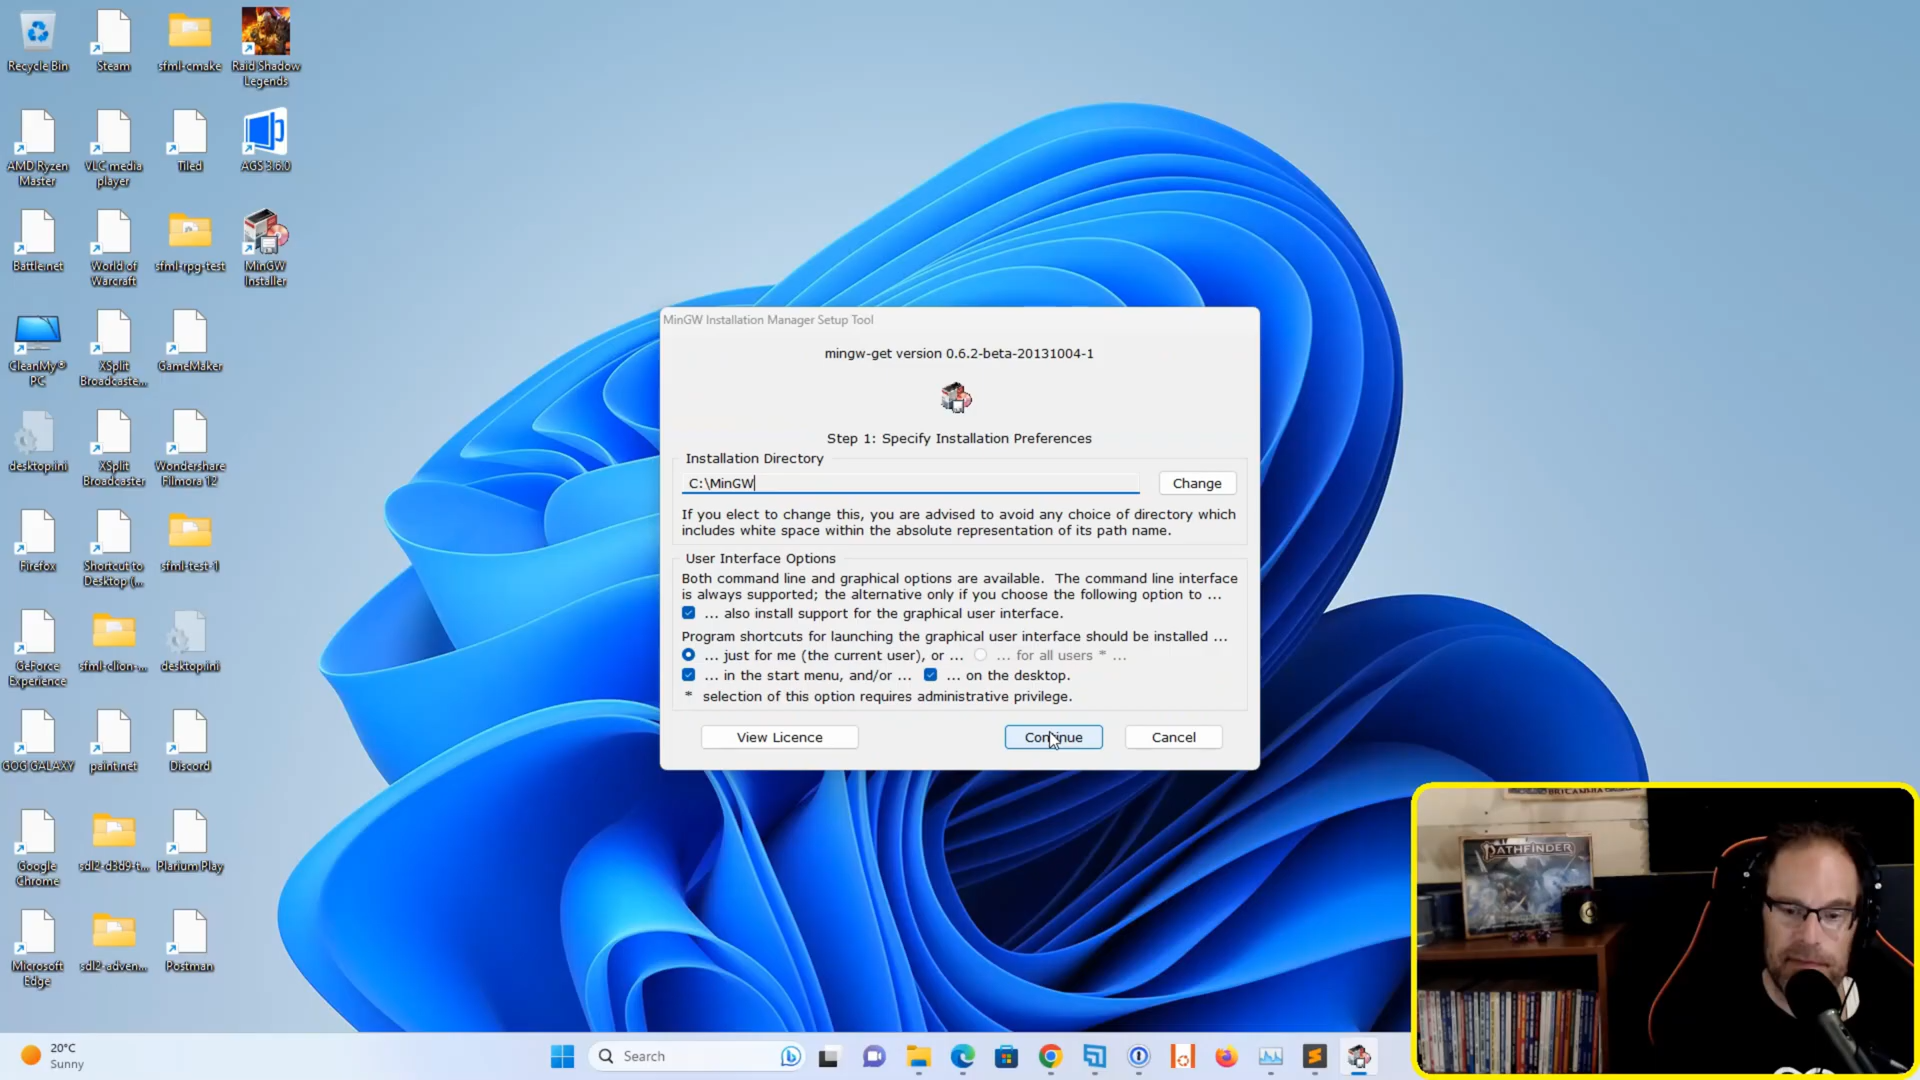 Recycle Bin
Steam
sfml-cmake
Raid Shadow
Legends
AMD Ryzen
Master
VLC media
player
Tiled
AGS 3.6.0
Battle.net
World of
Warcraft
sfml-rpg-test
MinGW
Installer
CleanMy®
PC
XSplit
Broadcaste...
GameMaker
desktop.ini
XSplit
Broadcaster
Wondershare
Filmora 12
Firefox
Shortcut to
Desktop (...
sfml-test-1
GeForce
Experience
sfml-clion-...
desktop.ini
GOG GALAXY
paint.net
Discord
Google
Chrome
sdl2-d3d9-t...
Plarium Play
Microsoft
Edge
sdl2-adven...
Postman
MinGW Installation Manager Setup Tool
mingw-get version 0.6.2-beta-20131004-1
Step 1: Specify Installation Preferences
Installation Directory
C:\MinGW
Change
If you elect to change this, you are advised to avoid any choice of directory which
includes white space within the absolute representation of its path name.
User Interface Options
Both command line and graphical options are available. The command line interface
is always supported; the alternative only if you choose the following option to ...
... also install support for the graphical user interface.
Program shortcuts for launching the graphical user interface should be installed ...
... just for me (the current user), or ... ... for all users * ...
... in the start menu, and/or ... ... on the desktop.
* selection of this option requires administrative privilege.
View Licence
Continue
Cancel
PATHFINDER
20°C
Sunny
Search